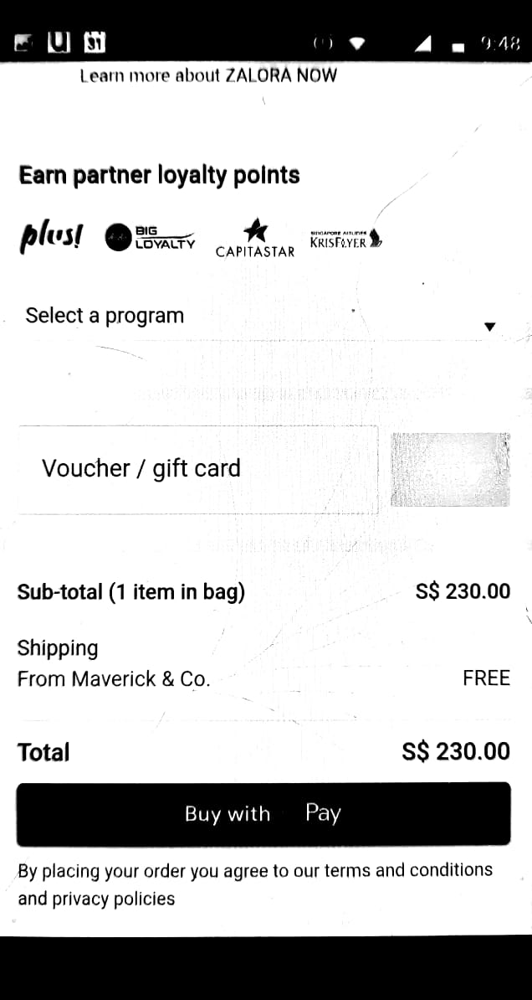 31
9:48
Learn more about ZALORA NOW
Earn partner loyalty points
plus!
BIG
LOYALTY
CAPITASTAR
SINGAPORE AIRLINES
KRISFLYER
Select a program
Voucher / gift card
Sub-total (1 item in bag) S$ 230.00
Shipping
From Maverick & Co. FREE
Total S$ 230.00
Buy with Pay
By placing your order you agree to our terms and conditions
and privacy policies